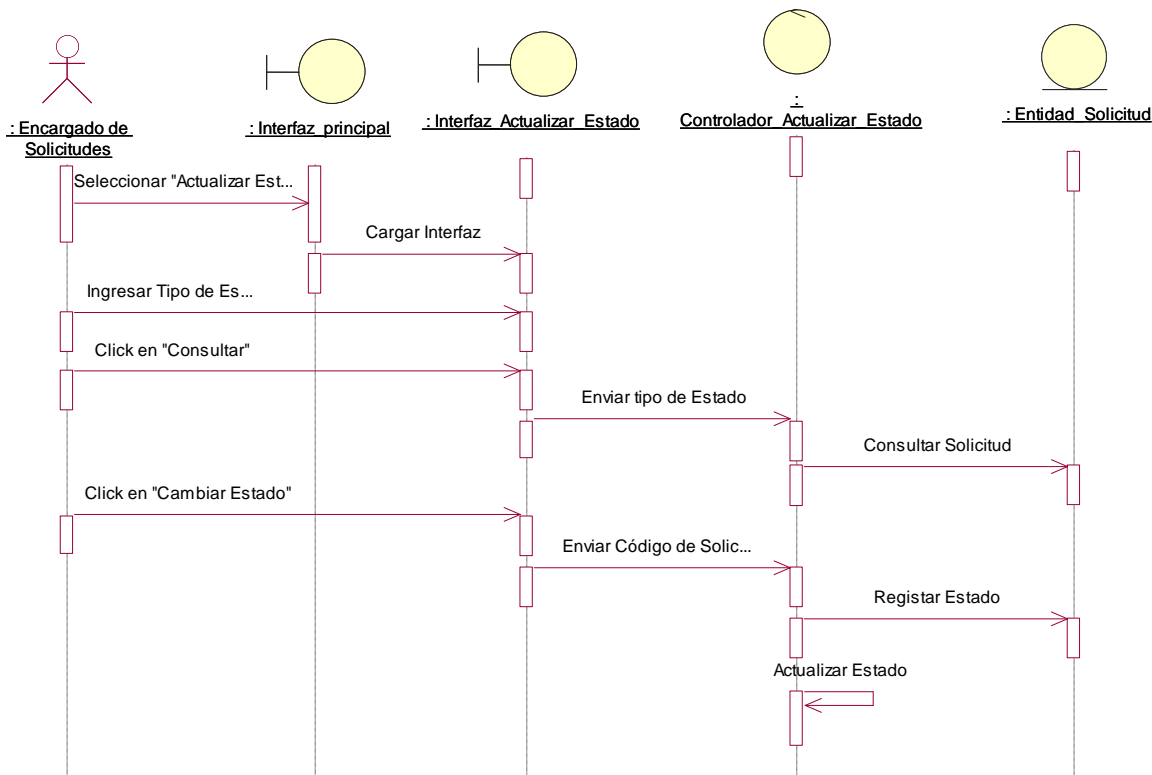 : Encargado de
Solicitudes
: Interfaz_principal
: Interfaz_Actualizar_Estado
:
Controlador_Actualizar_Estado
: Entidad_Solicitud
Seleccionar "Actualizar Est...
Cargar Interfaz
Ingresar Tipo de Es...
Click en "Consultar"
Enviar tipo de Estado
Consultar Solicitud
Click en "Cambiar Estado"
Enviar Código de Solic...
Registar Estado
Actualizar Estado